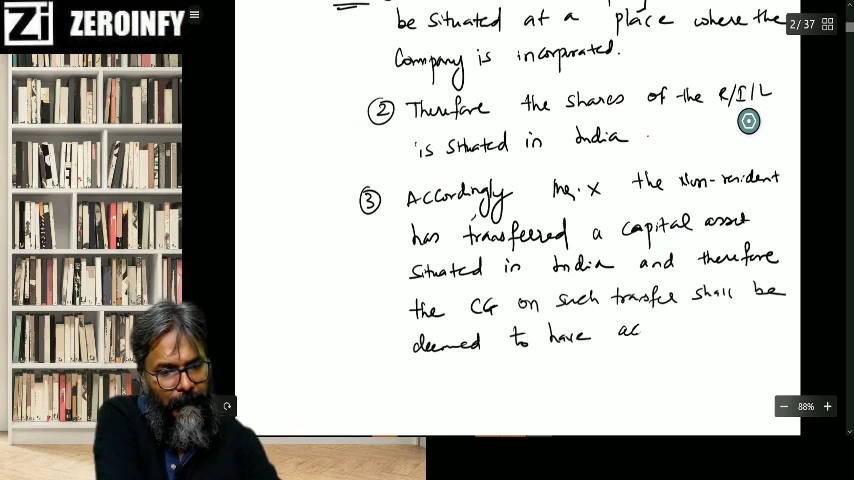 Zi ZEROINFY
2/37
be situated at a place where the
Company is incorporated.
② Therefore the shares of the R/I/L
is situated in India.
③ Accordingly Mr. X the Non-resident
has transferred a capital asset
situated in India and therefore
the CG on such transfer shall be
deemed to have ac
88%